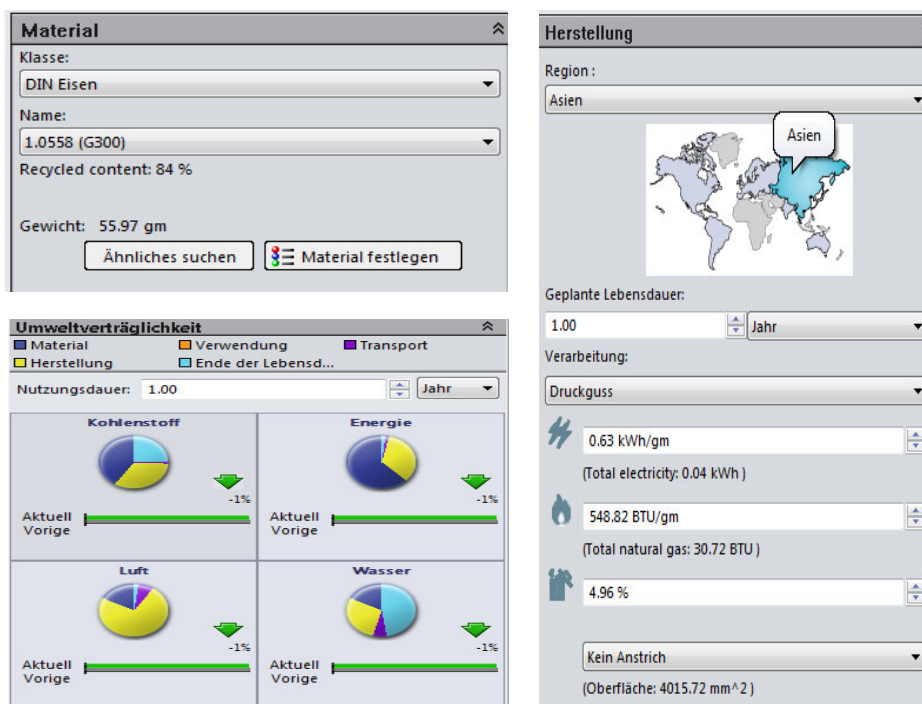 Material
Klasse:
DIN Eisen
Name:
1.0558 (G300)
Recycled content: 84 %
Gewicht: 55.97 gm
Ähnliches suchen
Material festlegen
Umweltverträglichkeit
Material Verwendung Transport
Herstellung Ende der Lebensd...
Nutzungsdauer: 1.00 Jahr
Kohlenstoff
-1%
Aktuell
Vorige
Energie
-1%
Aktuell
Vorige
Luft
-1%
Aktuell
Vorige
Wasser
-1%
Aktuell
Vorige
Herstellung
Region :
Asien
Asien
Geplante Lebensdauer:
1.00 Jahr
Verarbeitung:
Druckguss
0.63 kWh/gm
(Total electricity: 0.04 kWh )
548.82 BTU/gm
(Total natural gas: 30.72 BTU )
4.96 %
Kein Anstrich
(Oberfläche: 4015.72 mm^2 )